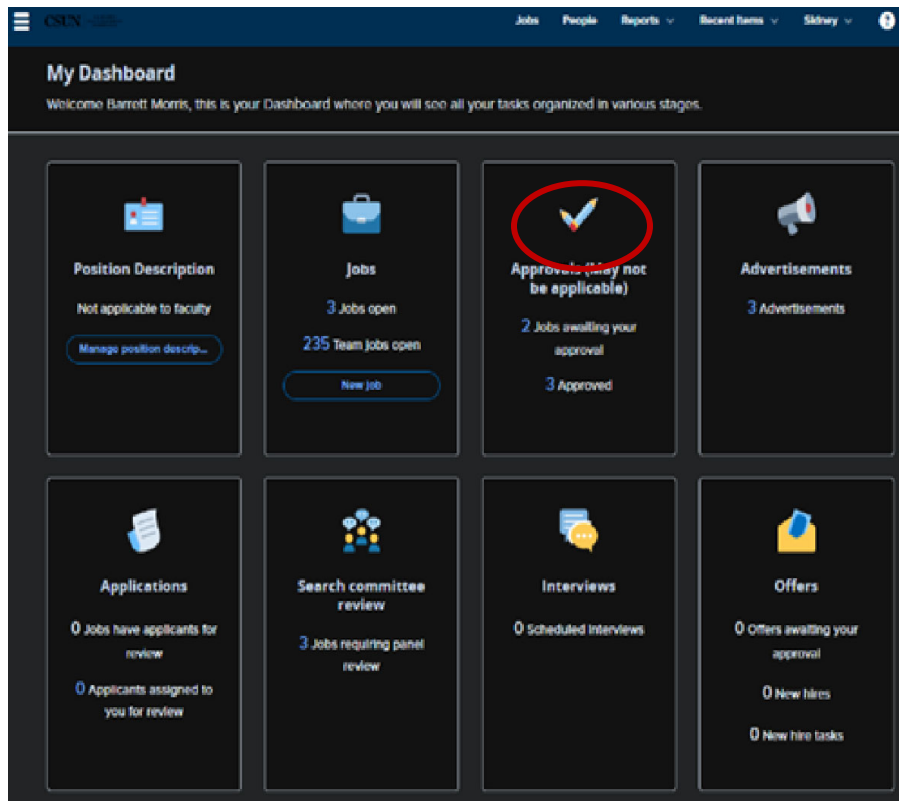 CSUN
Jobs People Reports Recent Items Sidney ?
My Dashboard
Welcome Barrett Morris, this is your Dashboard where you will see all your tasks organized in various stages.
Position Description
Not applicable to faculty
Manage position descrip...
Jobs
3 Jobs open
235 Team jobs open
New job
Approvals (May not
be applicable)
2 Jobs awaiting your
approval
3 Approved
Advertisements
3 Advertisements
Applications
0 Jobs have applicants for
review
0 Applicants assigned to
you for review
Search committee
review
3 Jobs requiring panel
review
Interviews
0 Scheduled interviews
Offers
0 Offers awaiting your
approval
0 New hires
0 New hire tasks